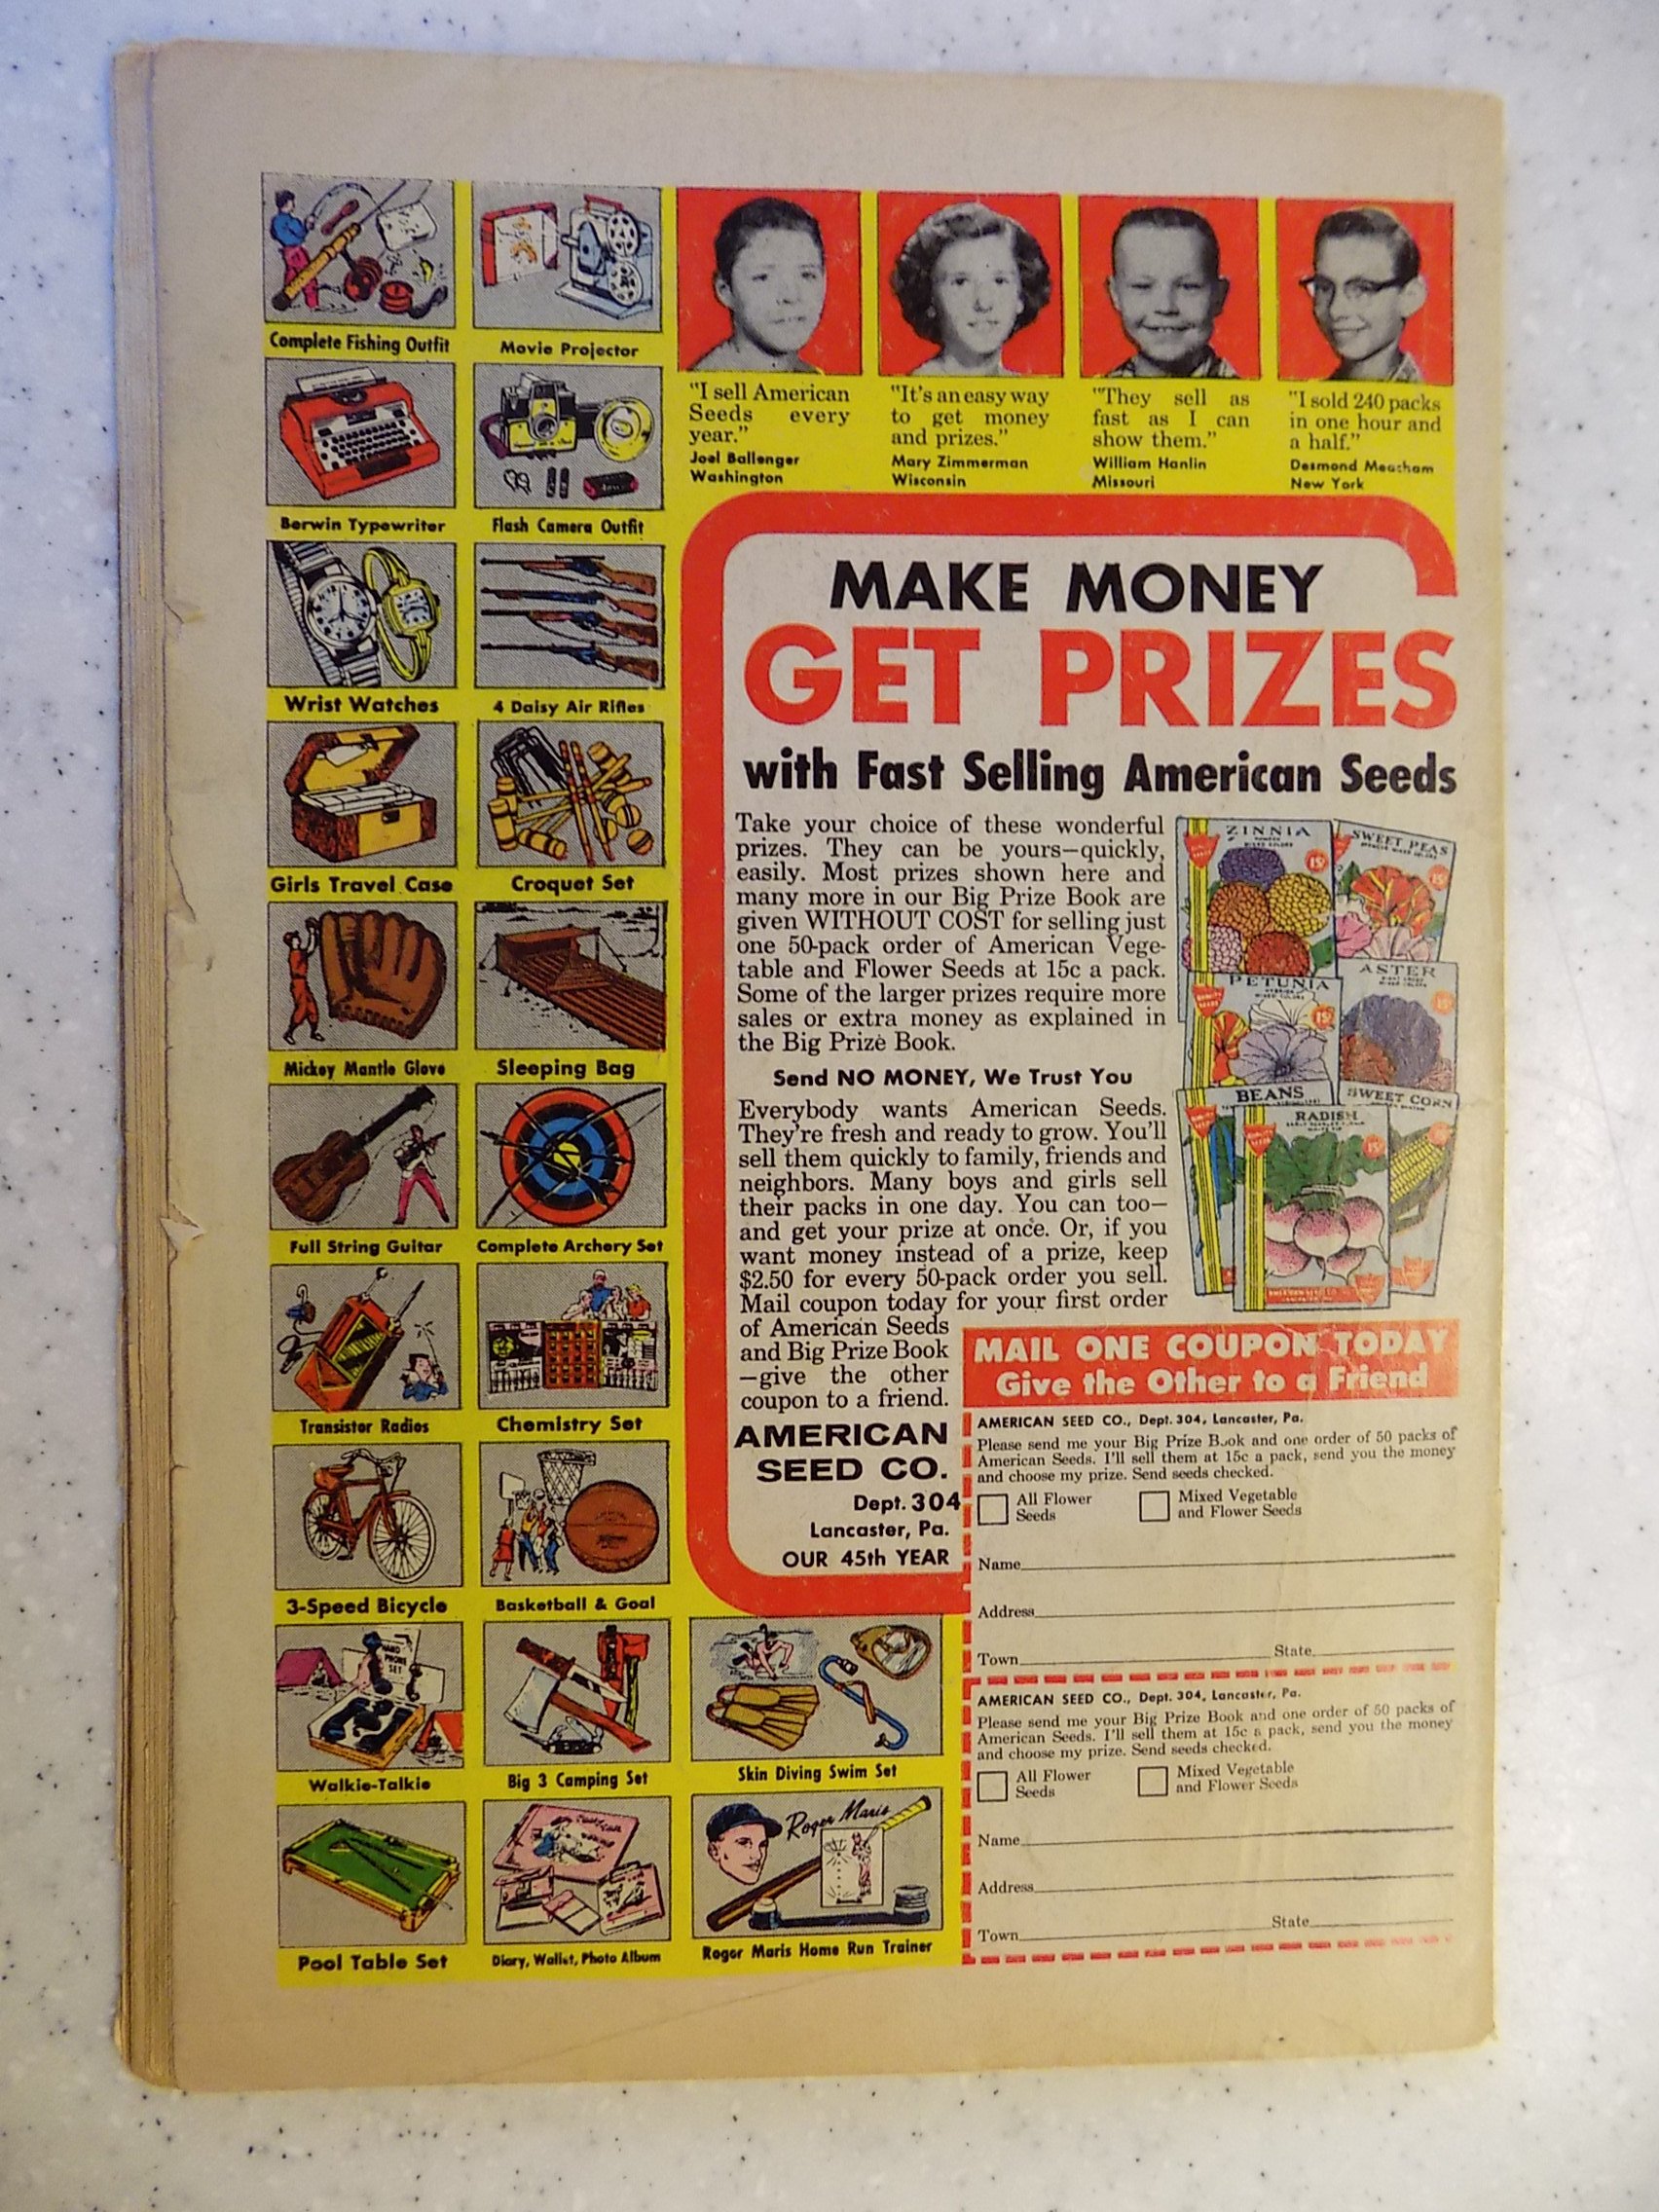 Complete Fishing Outfit
Movie Projector
Berwin Typewriter
Flash Camera Outfit
Wrist Watches
4 Daisy Air Rifles
Girls Travel Case
Croquet Set
Mickey Mantle Glove
Sleeping Bag
Full String Guitar
Complete Archery Set
Transistor Radios
Chemistry Set
3-Speed Bicycle
Basketball & Goal
HAND
PHONE
SET
Walkie-Talkie
Big 3 Camping Set
Skin Diving Swim Set
Pool Table Set
Diary, Wallet, Photo Album
Roger Maris
Roger Maris Home Run Trainer
"I sell American
Seeds every
year."
Joel Ballenger
Washington
"It's an easy way
to get money
and prizes."
Mary Zimmerman
Wisconsin
"They sell as
fast as I can
show them."
William Hanlin
Missouri
"I sold 240 packs
in one hour and
a half."
Desmond Meacham
New York
MAKE MONEY
GET PRIZES
with Fast Selling American Seeds
Take your choice of these wonderful
prizes. They can be yours—quickly,
easily. Most prizes shown here and
many more in our Big Prize Book are
given WITHOUT COST for selling just
one 50-pack order of American Vege-
table and Flower Seeds at 15c a pack.
Some of the larger prizes require more
sales or extra money as explained in
the Big Prize Book.
Send NO MONEY, We Trust You
Everybody wants American Seeds.
They're fresh and ready to grow. You'll
sell them quickly to family, friends and
neighbors. Many boys and girls sell
their packs in one day. You can too—
and get your prize at once. Or, if you
want money instead of a prize, keep
$2.50 for every 50-pack order you sell.
Mail coupon today for your first order
of American Seeds
and Big Prize Book
—give the other
coupon to a friend.
AMERICAN
SEED CO.
Dept. 304
Lancaster, Pa.
OUR 45th YEAR
ZINNIA
15¢
SWEET PEAS
15¢
PETUNIA
15¢
ASTER
15¢
BEANS
SWEET CORN
RADISH
15¢
MAIL ONE COUPON TODAY
Give the Other to a Friend
AMERICAN SEED CO., Dept. 304, Lancaster, Pa.
Please send me your Big Prize Book and one order of 50 packs of
American Seeds. I'll sell them at 15c a pack, send you the money
and choose my prize. Send seeds checked.
All Flower
Seeds
Mixed Vegetable
and Flower Seeds
Name
Address
Town State
AMERICAN SEED CO., Dept. 304, Lancaster, Pa.
Please send me your Big Prize Book and one order of 50 packs of
American Seeds. I'll sell them at 15c a pack, send you the money
and choose my prize. Send seeds checked.
All Flower
Seeds
Mixed Vegetable
and Flower Seeds
Name
Address
Town State